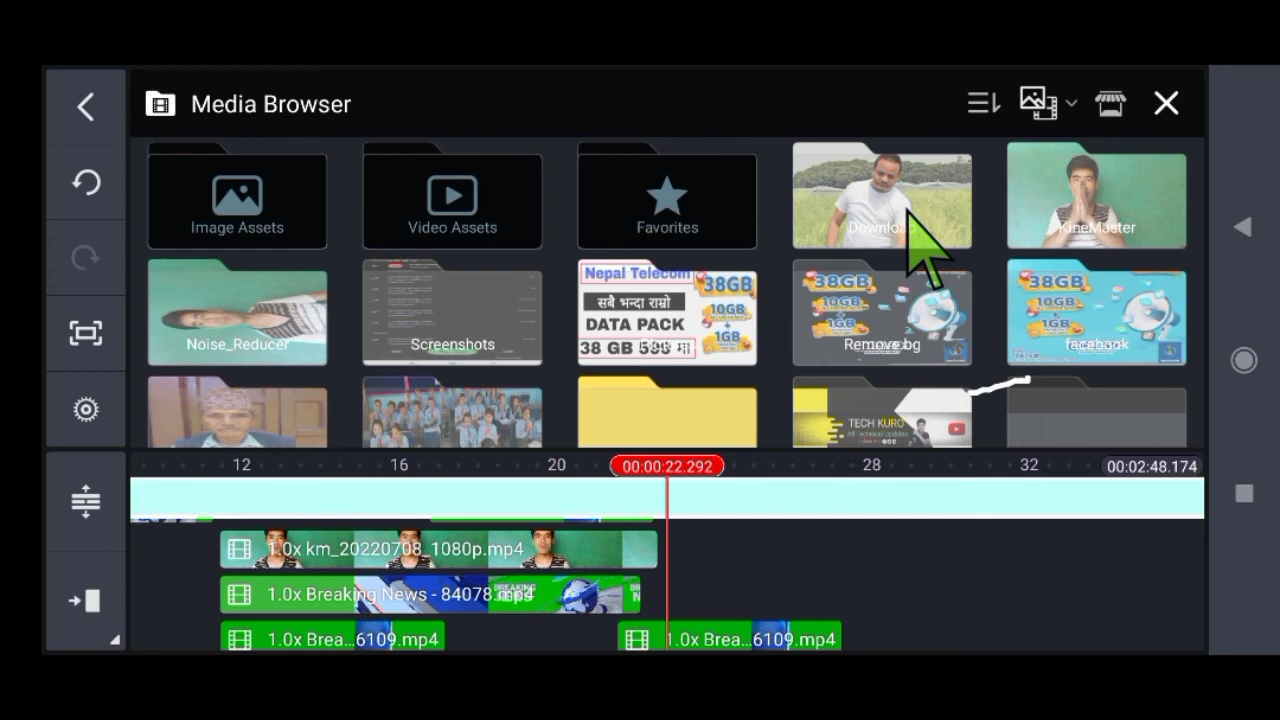 Media Browser
Image Assets
Video Assets
Favorites
Download
KineMaster
Noise_Reducer
Screenshots
Nepal Telecom
सबै भन्दा राम्रो
DATA PACK
38 GB 599 मा
38GB
10GB
+
1GB
38GB
10GB
+
1GB
Remove.bg
38GB
10GB
+
1GB
facebook
TECH KURO
12
16
20
00:00:22.292
28
32
00:02:48.174
1.0x km_20220708_1080p.mp4
1.0x Breaking News - 84078.mp4
BREAKING
1.0x Brea...6109.mp4
1.0x Brea...6109.mp4